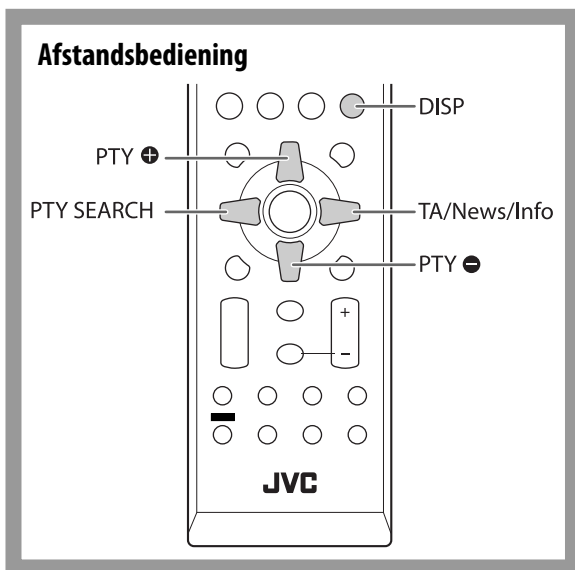 Afstandsbediening
DISP
PTY ⊕
PTY SEARCH
TA/News/Info
PTY ⊖
+
–
JVC